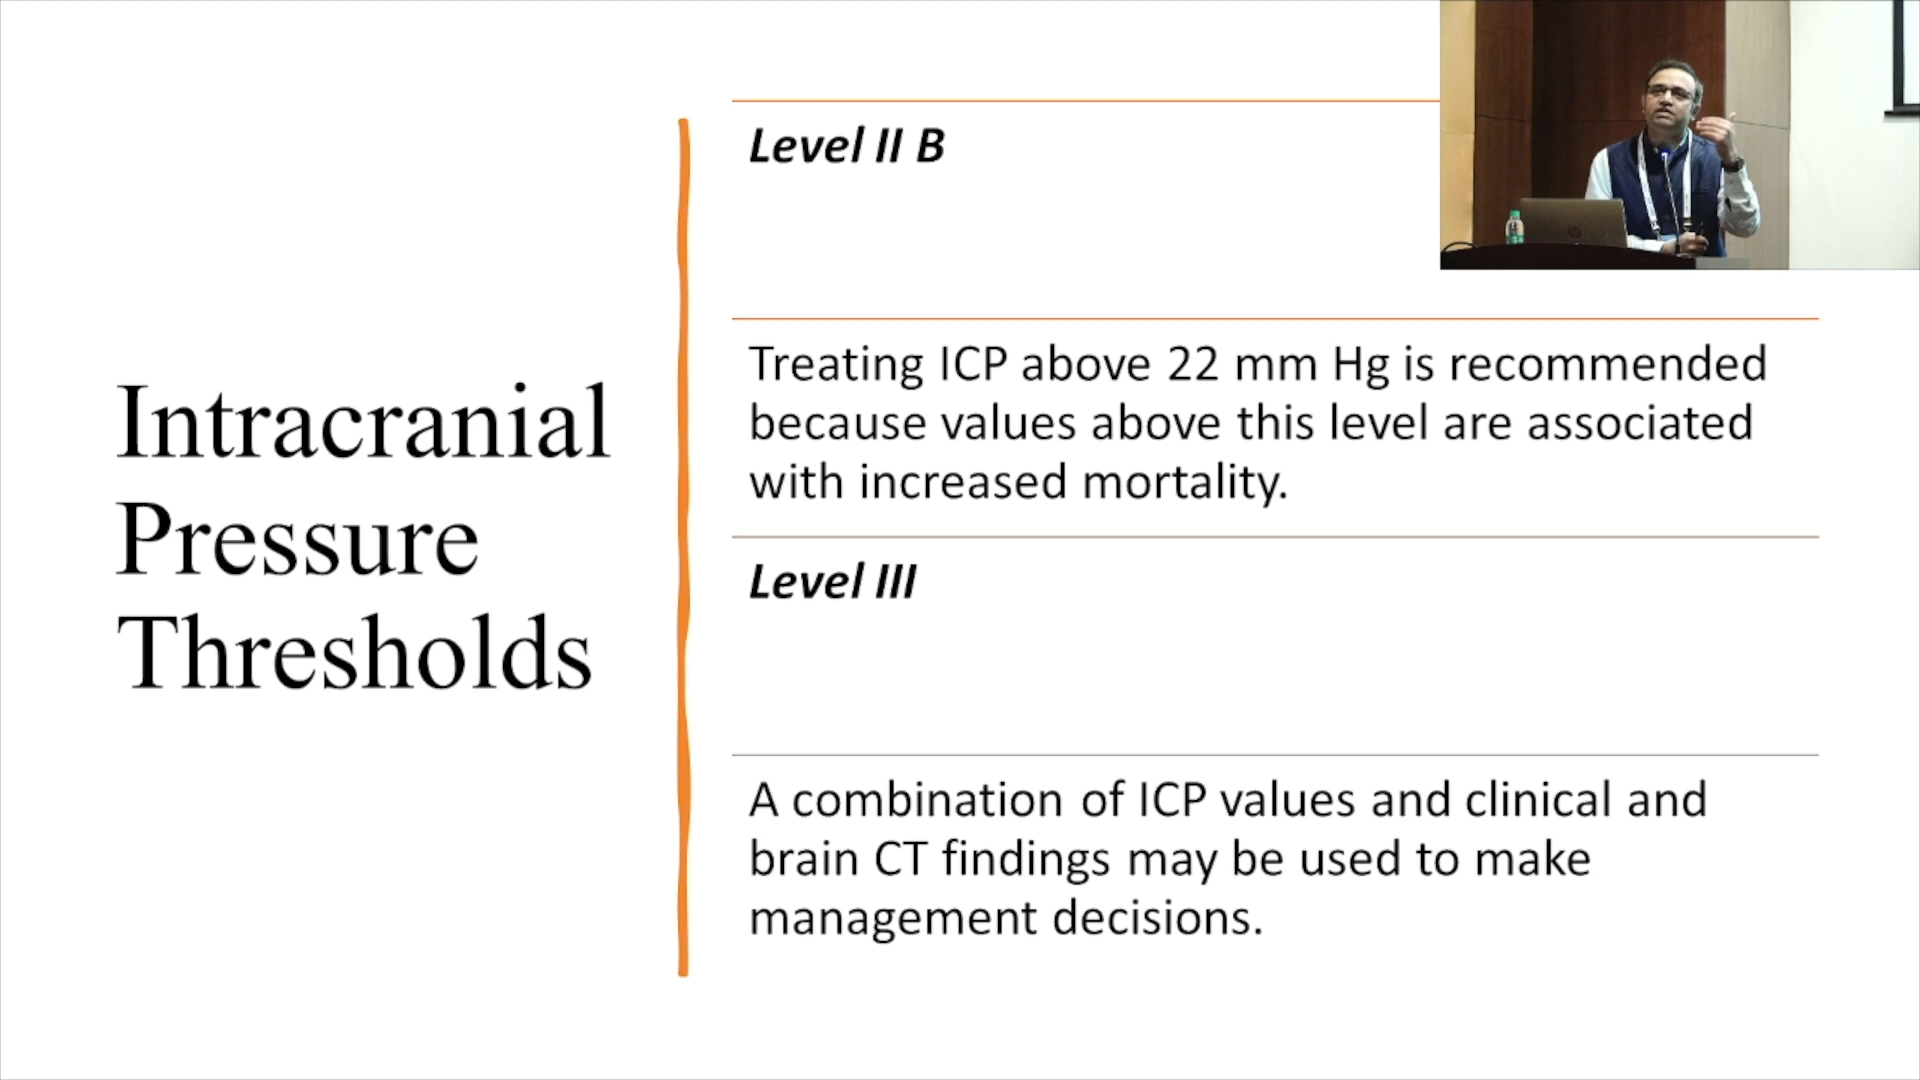 Intracranial
Pressure
Thresholds
Level II B
Treating ICP above 22 mm Hg is recommended
because values above this level are associated
with increased mortality.
Level III
A combination of ICP values and clinical and
brain CT findings may be used to make
management decisions.